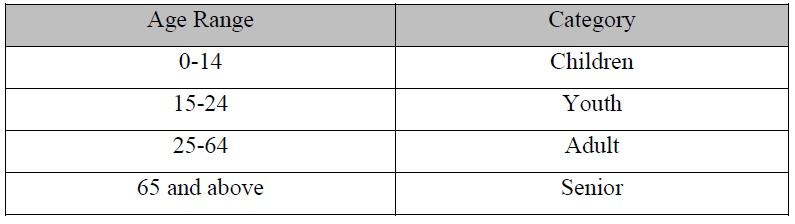 Age Range Category
0-14 Children
15-24 Youth
25-64 Adult
65 and above Senior